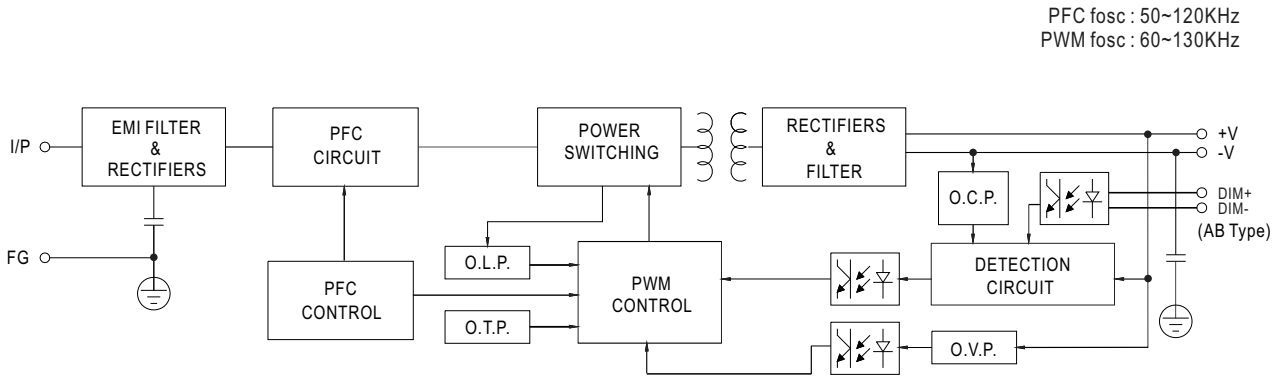 PFC fosc : 50~120KHz
PWM fosc : 60~130KHz
I/P
EMI FILTER
&
RECTIFIERS
PFC
CIRCUIT
POWER
SWITCHING
RECTIFIERS
&
FILTER
+V
-V
DIM+
DIM-
(AB Type)
O.C.P.
FG
O.L.P.
PFC
CONTROL
PWM
CONTROL
DETECTION
CIRCUIT
O.T.P.
O.V.P.